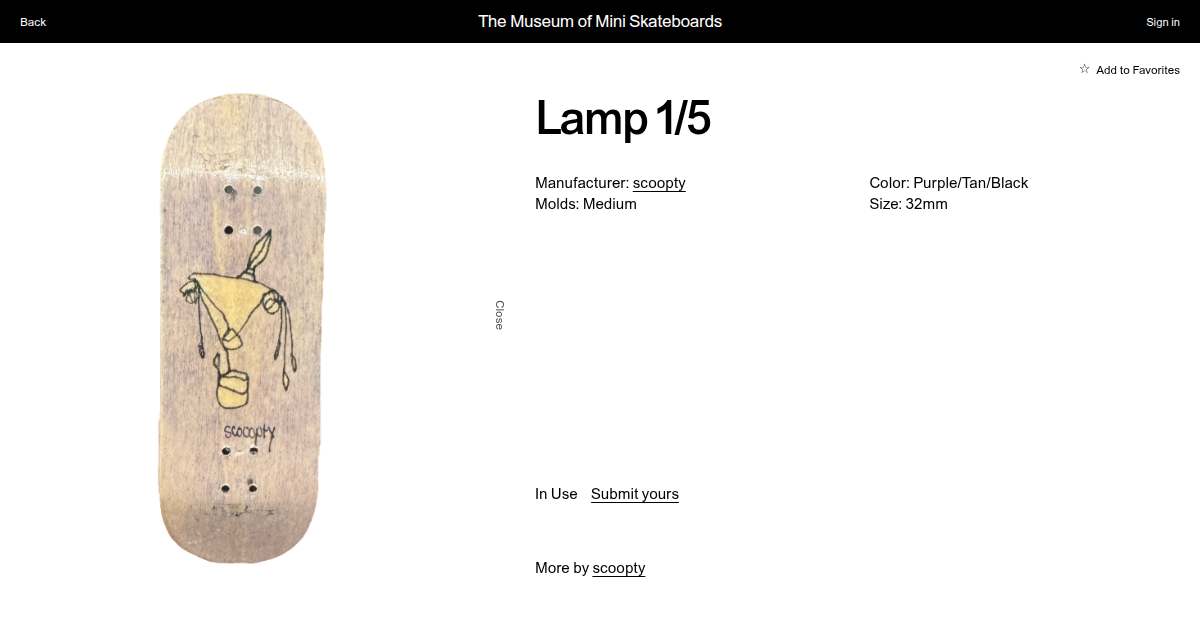 Back
The Museum of Mini Skateboards
Sign in
☆ Add to Favorites
Lamp 1/5
Manufacturer: scoopty
Color: Purple/Tan/Black
Molds: Medium
Size: 32mm
Close
scoopty
In Use Submit yours
More by scoopty